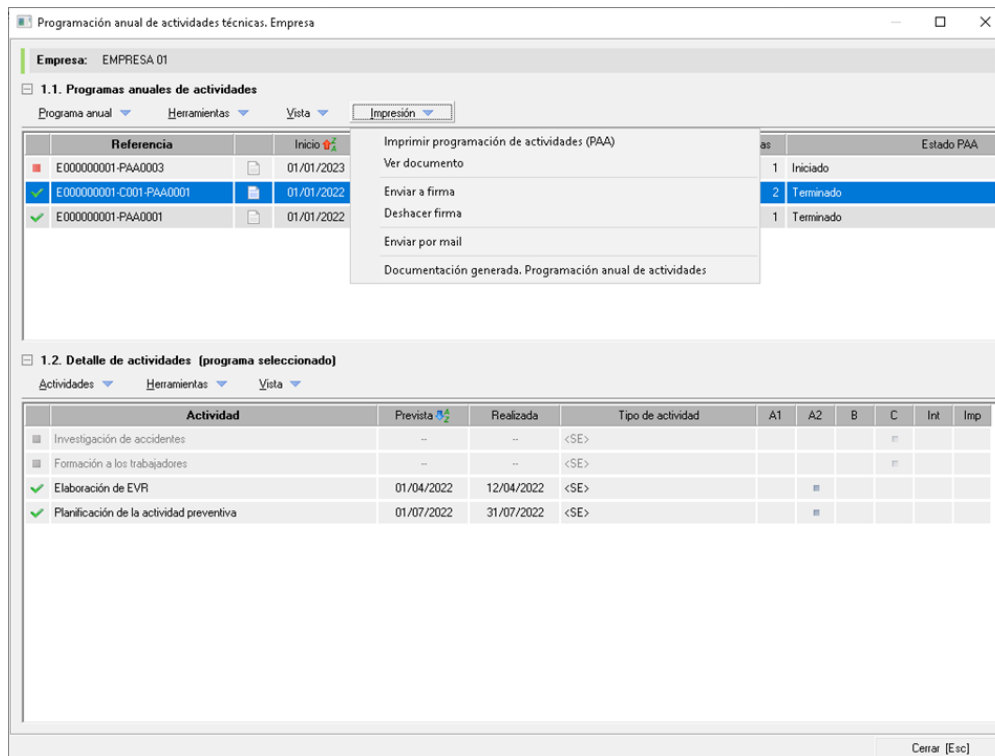 Programación anual de actividades técnicas. Empresa
Empresa: EMPRESA 01
1.1. Programas anuales de actividades
Programa anual Herramientas Vista Impresión
Referencia Inicio as Estado PAA
E000000001-PAA0003 01/01/2023 1 Iniciado
E000000001-C001-PAA0001 01/01/2022 2 Terminado
E000000001-PAA0001 01/01/2022 1 Terminado
Imprimir programación de actividades (PAA)
Ver documento
Enviar a firma
Deshacer firma
Enviar por mail
Documentación generada. Programación anual de actividades
1.2. Detalle de actividades (programa seleccionado)
Actividades Herramientas Vista
Actividad Prevista Realizada Tipo de actividad A1 A2 B C Int Imp
Investigación de accidentes -- -- <SE>
Formación a los trabajadores -- -- <SE>
Elaboración de EVR 01/04/2022 12/04/2022 <SE>
Planificación de la actividad preventiva 01/07/2022 31/07/2022 <SE>
Cerrar [Esc]